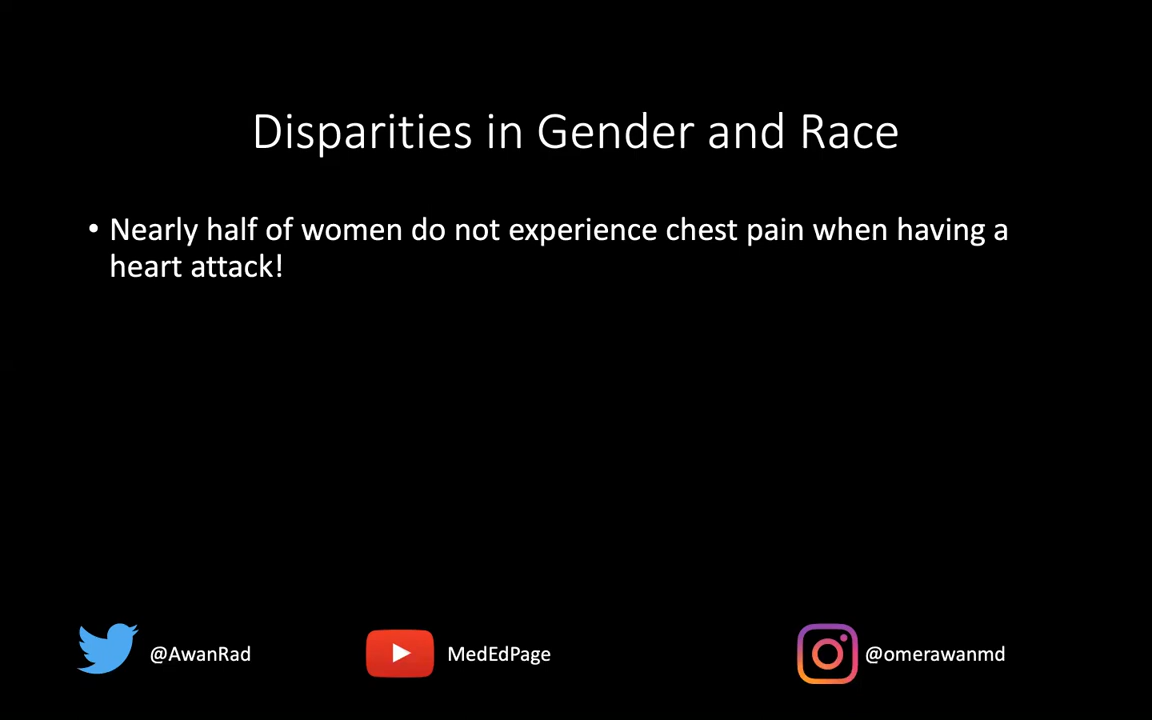 Disparities in Gender and Race
• Nearly half of women do not experience chest pain when having a
heart attack!
@AwanRad
MedEdPage
@omerawanmd